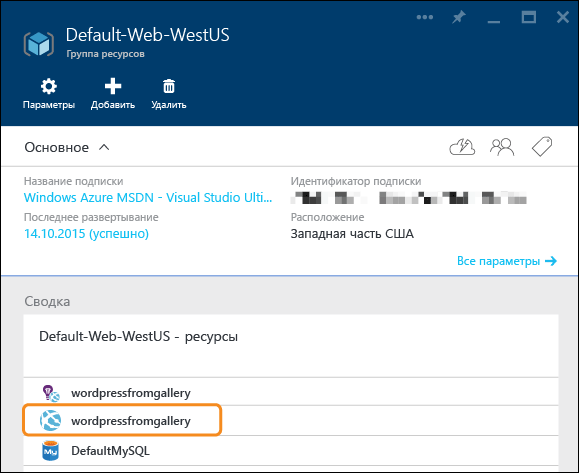 Default-Web-WestUS
Группа ресурсов
Параметры Добавить Удалить
Основное
Название подписки Идентификатор подписки
Windows Azure MSDN - Visual Studio Ulti...
Последнее развертывание Расположение
14.10.2015 (успешно) Западная часть США
Все параметры →
Сводка
Default-Web-WestUS - ресурсы
wordpressfromgallery
wordpressfromgallery
DefaultMySQL